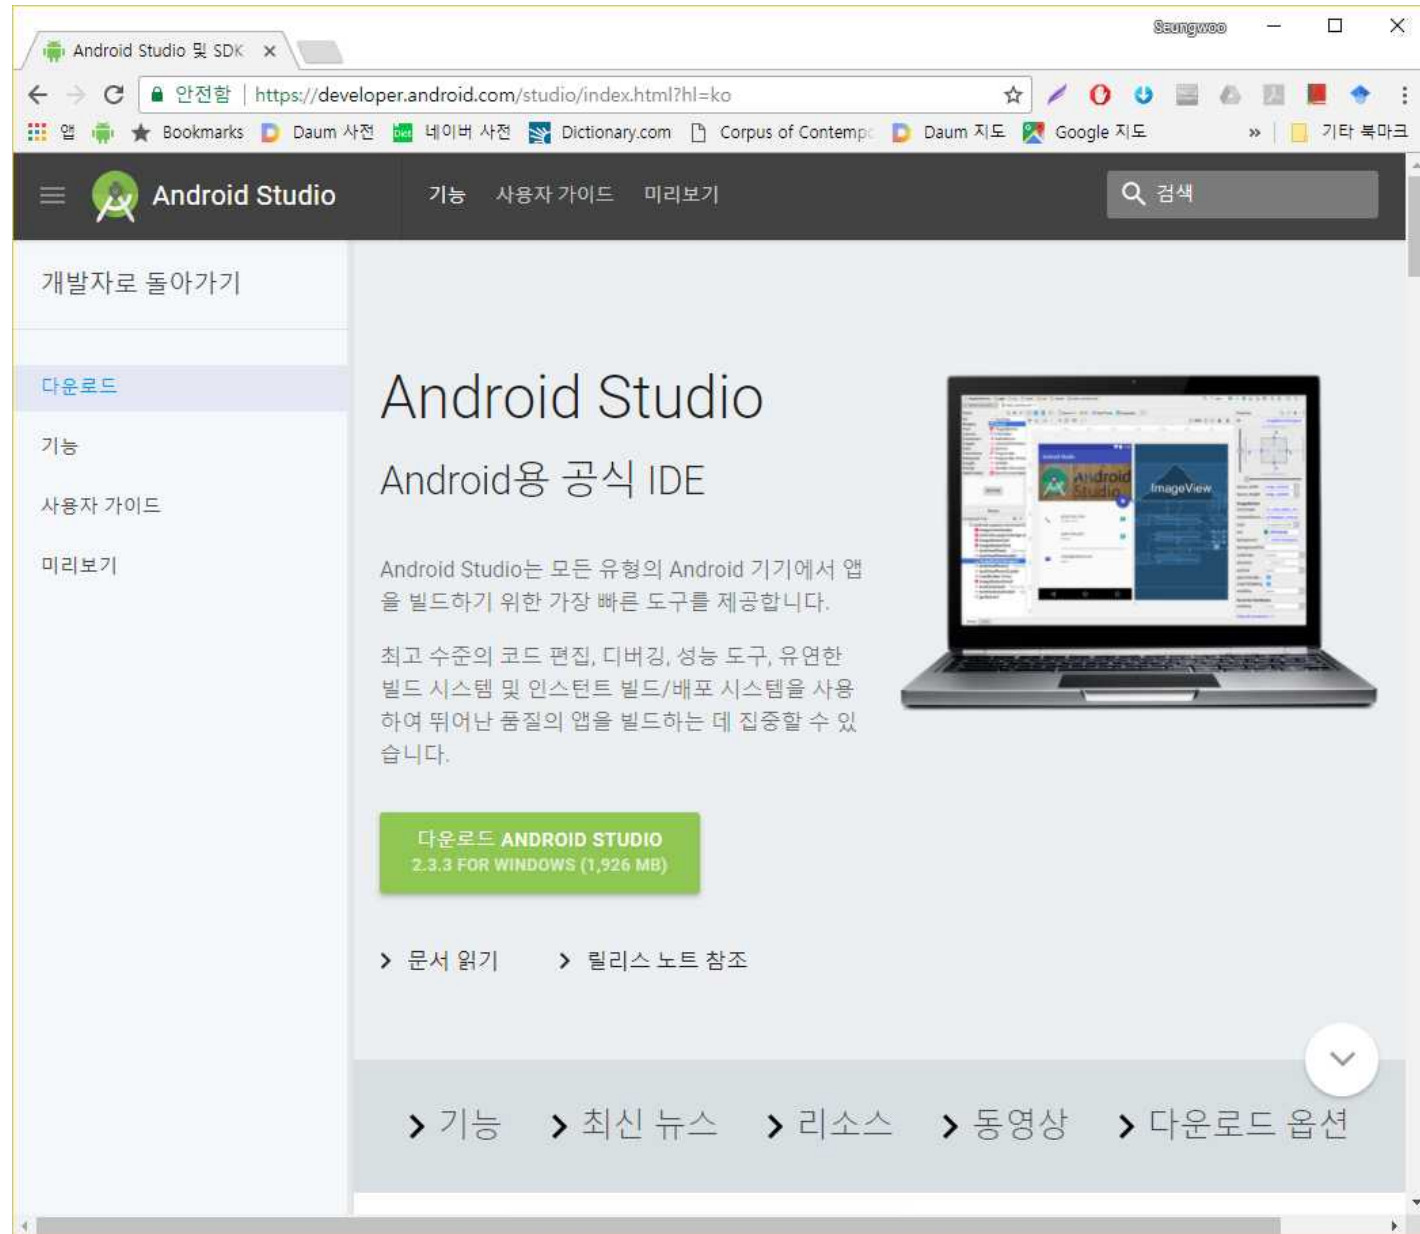 Seungwoo
Android Studio 및 SDK
안전함 | https://developer.android.com/studio/index.html?hl=ko
앱 Bookmarks Daum 사전 네이버 사전 Dictionary.com Corpus of Contemp Daum 지도 Google 지도 » 기타 북마크
Android Studio 기능 사용자 가이드 미리보기 검색
개발자로 돌아가기
다운로드
기능
사용자 가이드
미리보기
Android Studio
Android용 공식 IDE
Android Studio는 모든 유형의 Android 기기에서 앱
을 빌드하기 위한 가장 빠른 도구를 제공합니다.
최고 수준의 코드 편집, 디버깅, 성능 도구, 유연한
빌드 시스템 및 인스턴트 빌드/배포 시스템을 사용
하여 뛰어난 품질의 앱을 빌드하는 데 집중할 수 있
습니다.
Android Studio
Android
Studio
ImageView
다운로드 ANDROID STUDIO
2.3.3 FOR WINDOWS (1,926 MB)
문서 읽기 릴리스 노트 참조
기능 최신 뉴스 리소스 동영상 다운로드 옵션